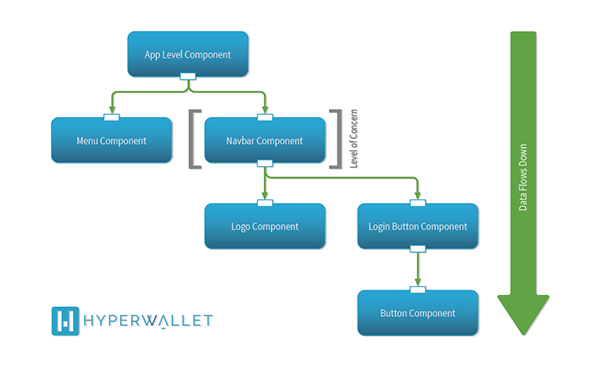 App Level Component
Menu Component
Navbar Component
Level of Concern
Logo Component
Login Button Component
Button Component
Data Flows Down
HYPERWALLET